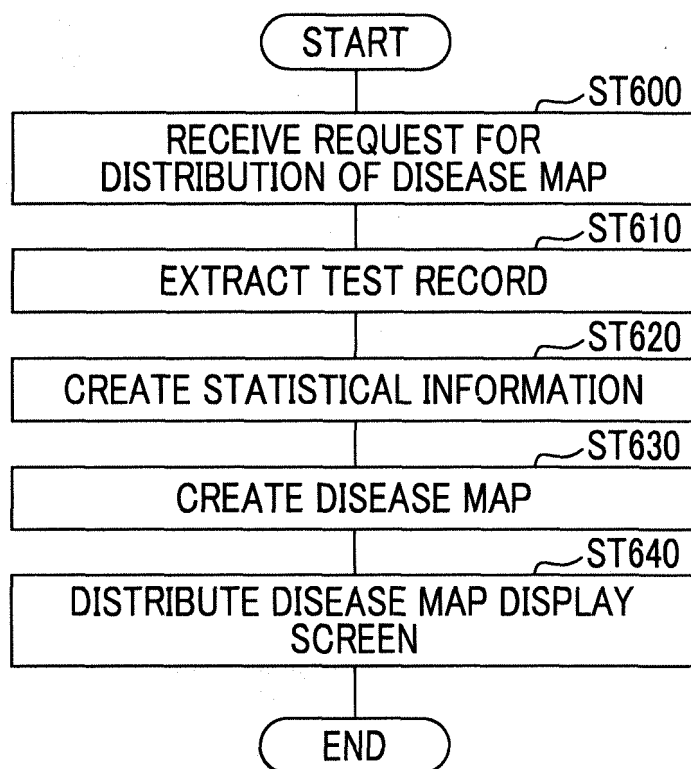 START
ST600
RECEIVE REQUEST FOR
DISTRIBUTION OF DISEASE MAP
ST610
EXTRACT TEST RECORD
ST620
CREATE STATISTICAL INFORMATION
ST630
CREATE DISEASE MAP
ST640
DISTRIBUTE DISEASE MAP DISPLAY
SCREEN
END